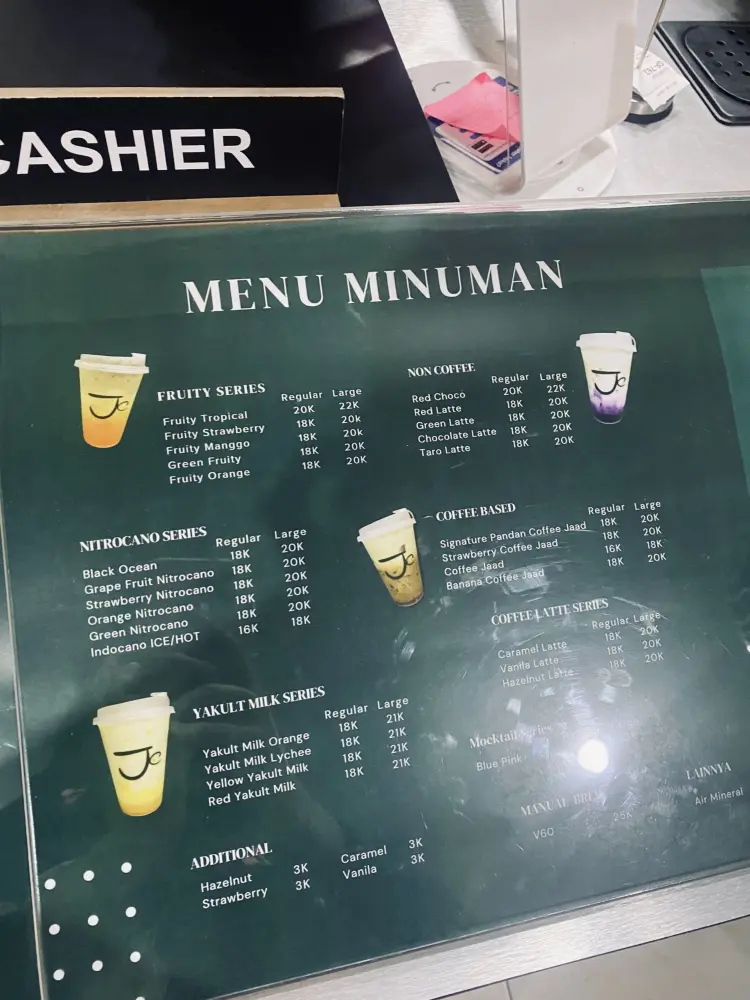 CASHIER
MENU MINUMAN
FRUITY SERIES Regular Large
Fruity Tropical 20K 22K
Fruity Strawberry 18K 20k
Fruity Manggo 18K 20k
Green Fruity 18K 20K
Fruity Orange 18K 20K
NON COFFEE Regular Large
Red Choco 20K 22K
Red Latte 18K 20K
Green Latte 18K 20K
Chocolate Latte 18K 20K
Taro Latte 18K 20K
NITROCANO SERIES Regular Large
Black Ocean 18K 20K
Grape Fruit Nitrocano 18K 20K
Strawberry Nitrocano 18K 20K
Orange Nitrocano 18K 20K
Green Nitrocano 18K 20K
Indocano ICE/HOT 16K 18K
COFFEE BASED Regular Large
Signature Pandan Coffee Jaad 18K 20K
Strawberry Coffee Jaad 18K 20K
Coffee Jaad 16K 18K
Banana Coffee Jaad 18K 20K
COFFEE LATTE SERIES
Regular Large
Caramel Latte 18K 20K
Vanila Latte 18K 20K
Hazelnut Latte 18K 20K
YAKULT MILK SERIES
Regular Large
Yakult Milk Orange 18K 21K
Yakult Milk Lychee 18K 21K
Yellow Yakult Milk 18K 21K
Red Yakult Milk 18K 21K
Mocktail Series
Blue Pink
MANUAL BREW
V60 25K
LAINNYA
Air Mineral
ADDITIONAL
Hazelnut 3K Caramel 3K
Strawberry 3K Vanila 3K
Jc
Jc
Jc
Jc